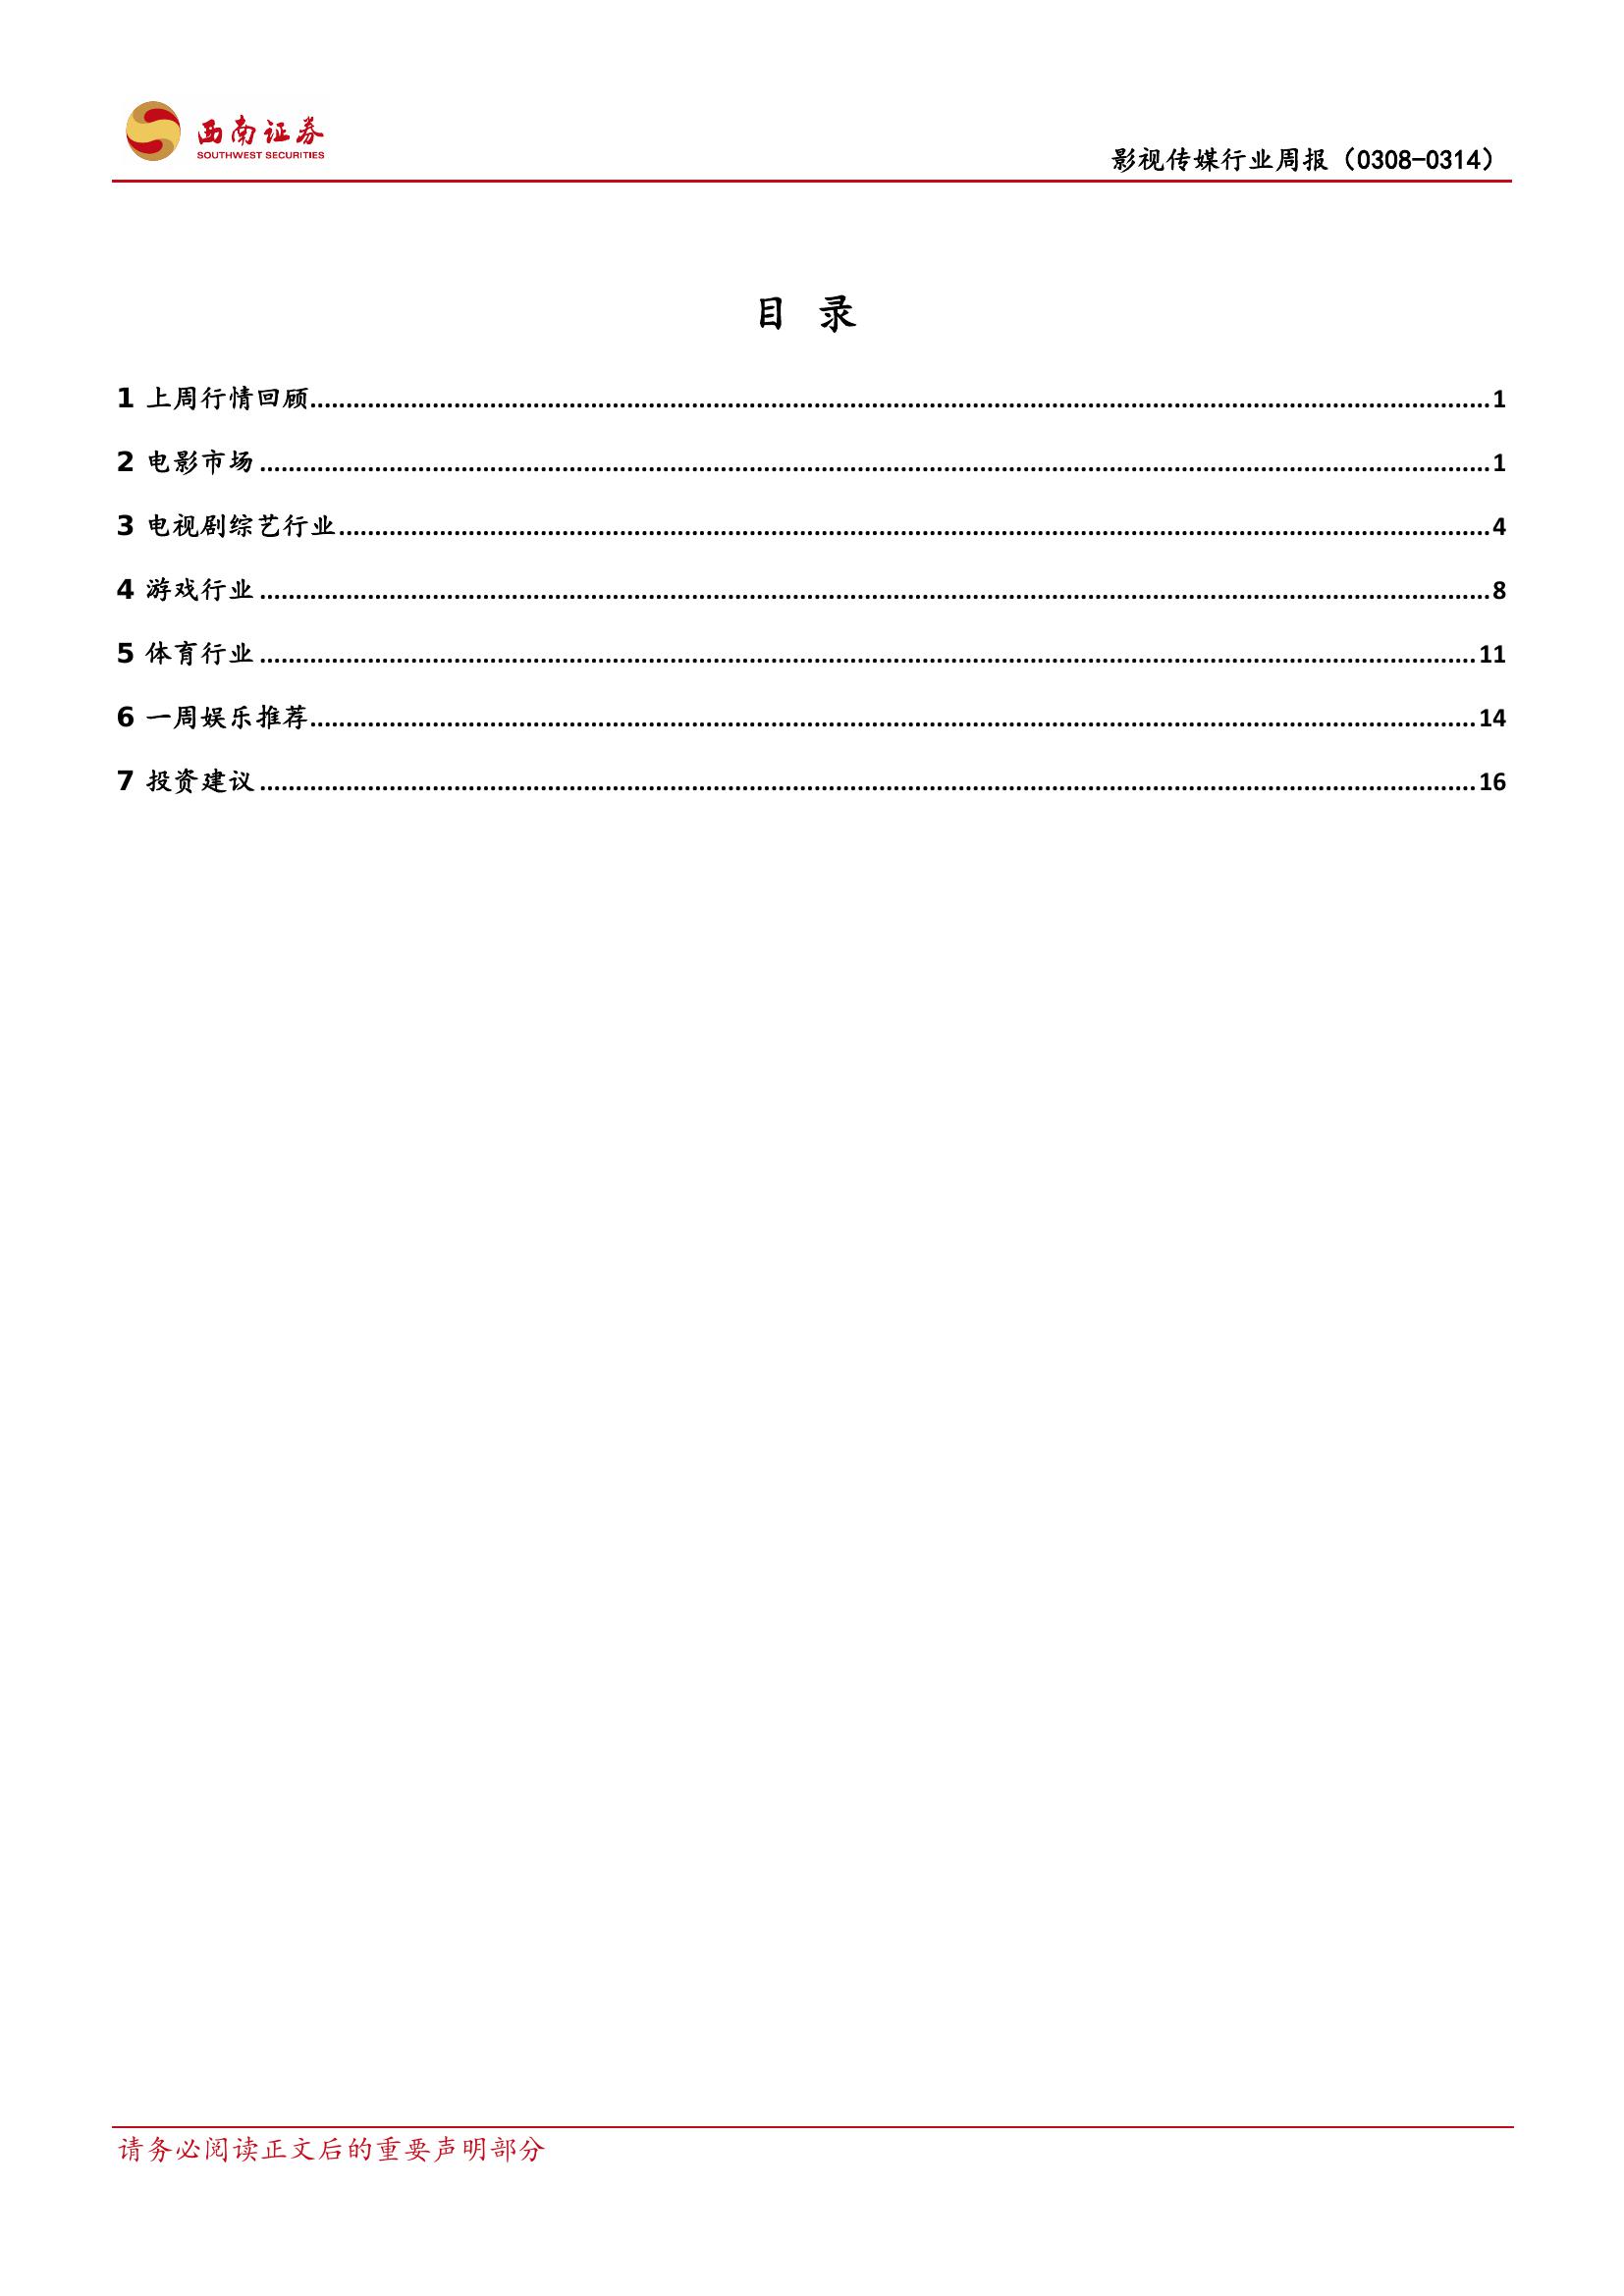 西南证券
SOUTHWEST SECURITIES
影视传媒行业周报（0308-0314）
目 录
1 上周行情回顾........................................1
2 电影市场........................................1
3 电视剧综艺行业........................................4
4 游戏行业........................................8
5 体育行业........................................11
6 一周娱乐推荐........................................14
7 投资建议........................................16
请务必阅读正文后的重要声明部分